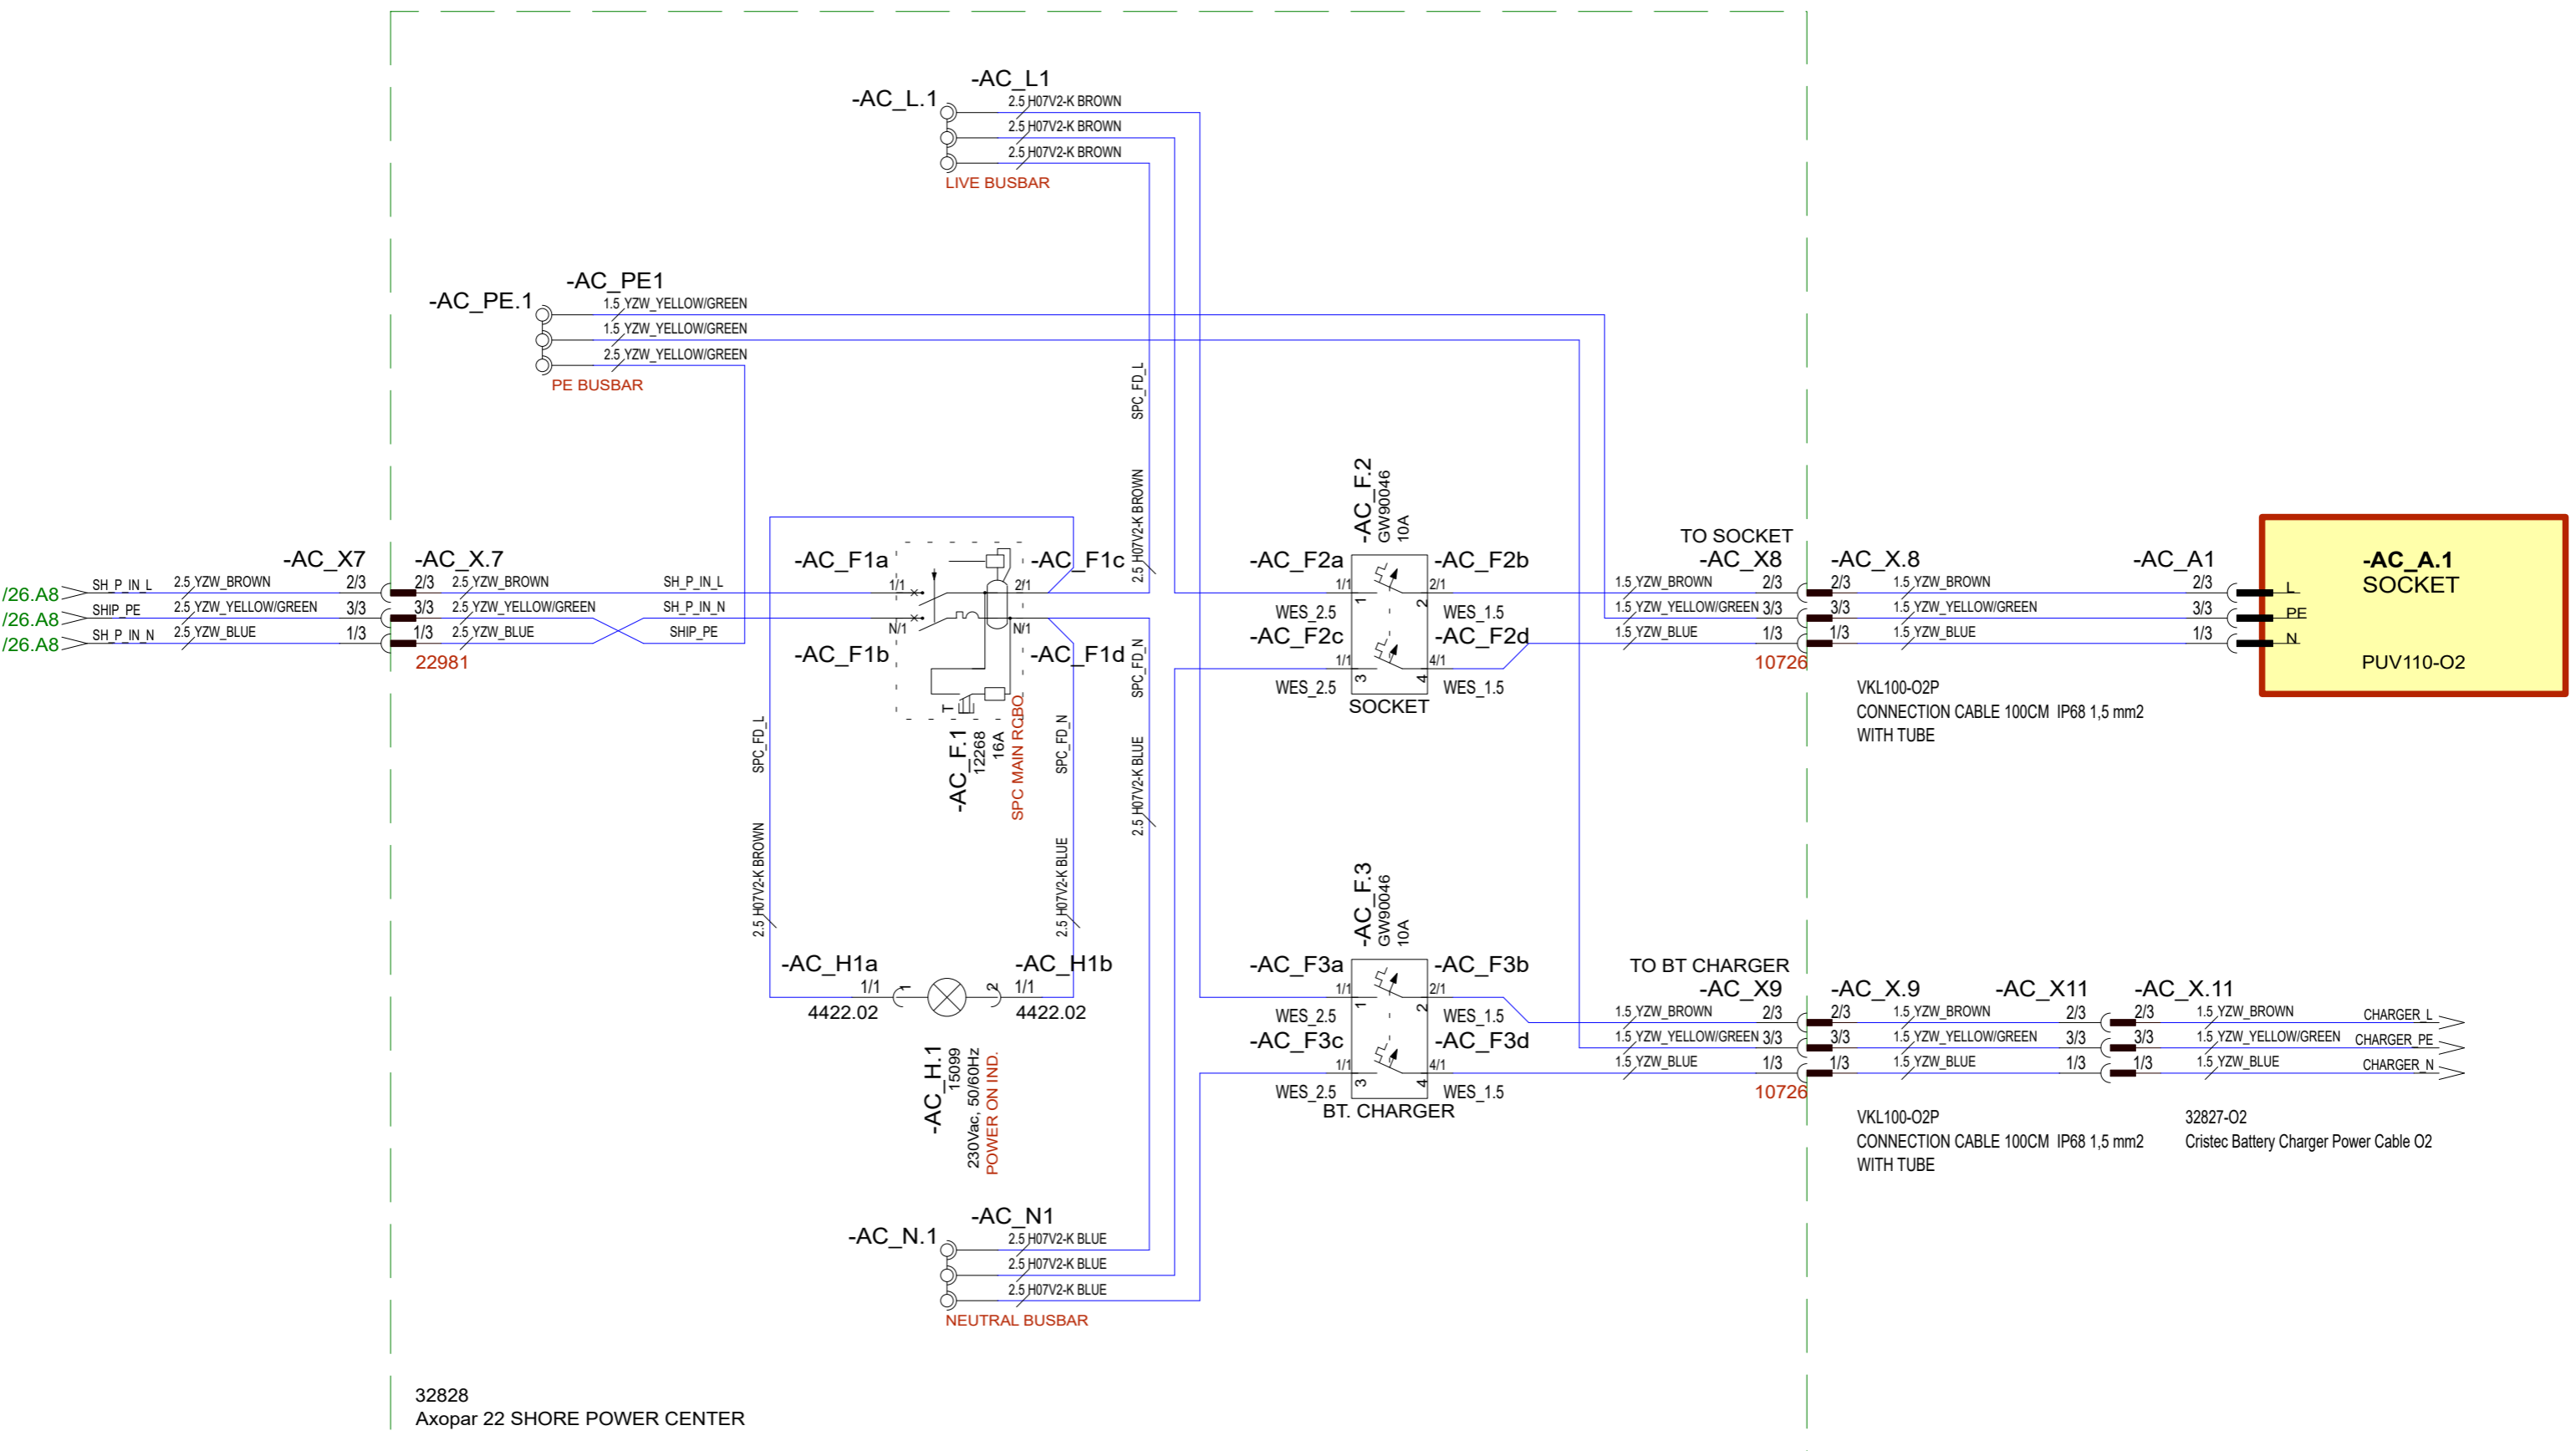 -AC_L1
-AC_L.1
2.5 H07V2-K BROWN
2.5 H07V2-K BROWN
2.5 H07V2-K BROWN
LIVE BUSBAR
-AC_PE1
-AC_PE.1
1.5 YZW_YELLOW/GREEN
1.5 YZW_YELLOW/GREEN
2.5 YZW_YELLOW/GREEN
PE BUSBAR
SPC_FD_L
2.5 H07V2-K BROWN
/26.A8
SH_P_IN_L
2.5 YZW_BROWN
/26.A8
SHIP_PE
2.5 YZW_YELLOW/GREEN
/26.A8
SH_P_IN_N
2.5 YZW_BLUE
-AC_X7
2/3
3/3
1/3
-AC_X.7
2/3
2.5 YZW_BROWN
3/3
2.5 YZW_YELLOW/GREEN
1/3
2.5 YZW_BLUE
22981
SH_P_IN_L
SH_P_IN_N
SHIP_PE
-AC_F1a
1/1
N/1
-AC_F1b
-AC_F1c
2/1
N/1
-AC_F1d
T
-AC_F.1
12268
16A
SPC MAIN RCBO
SPC_FD_L
2.5 H07V2-K BROWN
SPC_FD_N
2.5 H07V2-K BLUE
SPC_FD_N
2.5 H07V2-K BLUE
-AC_H1a
1/1
4422.02
1
2
-AC_H1b
1/1
4422.02
-AC_H.1
15099
230Vac, 50/60Hz
POWER ON IND.
-AC_N1
-AC_N.1
2.5 H07V2-K BLUE
2.5 H07V2-K BLUE
2.5 H07V2-K BLUE
NEUTRAL BUSBAR
-AC_F.2
GW90046
10A
-AC_F2a
1/1
WES_2.5
-AC_F2c
1/1
WES_2.5
1
2
3
4
-AC_F2b
2/1
WES_1.5
-AC_F2d
4/1
WES_1.5
SOCKET
-AC_F.3
GW90046
10A
-AC_F3a
1/1
WES_2.5
-AC_F3c
1/1
WES_2.5
1
2
3
4
-AC_F3b
2/1
WES_1.5
-AC_F3d
4/1
WES_1.5
BT. CHARGER
TO SOCKET
-AC_X8
1.5 YZW_BROWN
2/3
1.5 YZW_YELLOW/GREEN
3/3
1.5 YZW_BLUE
1/3
10726
-AC_X.8
2/3
1.5 YZW_BROWN
3/3
1.5 YZW_YELLOW/GREEN
1/3
1.5 YZW_BLUE
VKL100-O2P
CONNECTION CABLE 100CM IP68 1,5 mm2
WITH TUBE
-AC_A1
2/3
3/3
1/3
L
PE
N
-AC_A.1
SOCKET
PUV110-O2
TO BT CHARGER
-AC_X9
1.5 YZW_BROWN
2/3
1.5 YZW_YELLOW/GREEN
3/3
1.5 YZW_BLUE
1/3
10726
-AC_X.9
2/3
1.5 YZW_BROWN
3/3
1.5 YZW_YELLOW/GREEN
1/3
1.5 YZW_BLUE
VKL100-O2P
CONNECTION CABLE 100CM IP68 1,5 mm2
WITH TUBE
-AC_X11
2/3
3/3
1/3
-AC_X.11
2/3
1.5 YZW_BROWN
CHARGER_L
3/3
1.5 YZW_YELLOW/GREEN
CHARGER_PE
1/3
1.5 YZW_BLUE
CHARGER_N
32827-O2
Cristec Battery Charger Power Cable O2
32828
Axopar 22 SHORE POWER CENTER